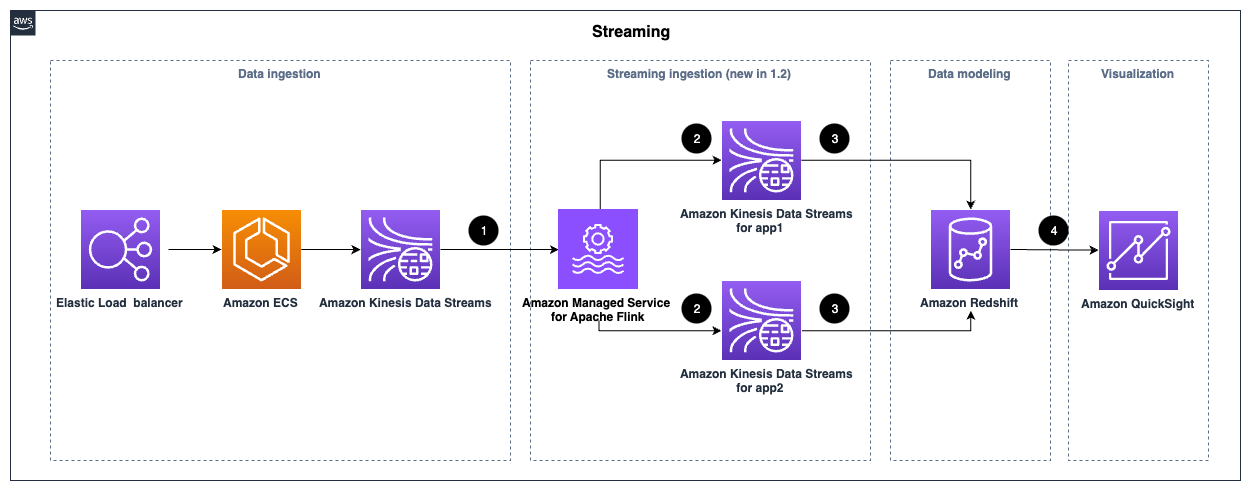 aws
Streaming
Data ingestion
Streaming ingestion (new in 1.2)
Data modeling
Visualization
2
3
Amazon Kinesis Data Streams
for app1
1
4
Elastic Load balancer
Amazon ECS
Amazon Kinesis Data Streams
Amazon Managed Service
for Apache Flink
2
3
Amazon Redshift
Amazon QuickSight
Amazon Kinesis Data Streams
for app2